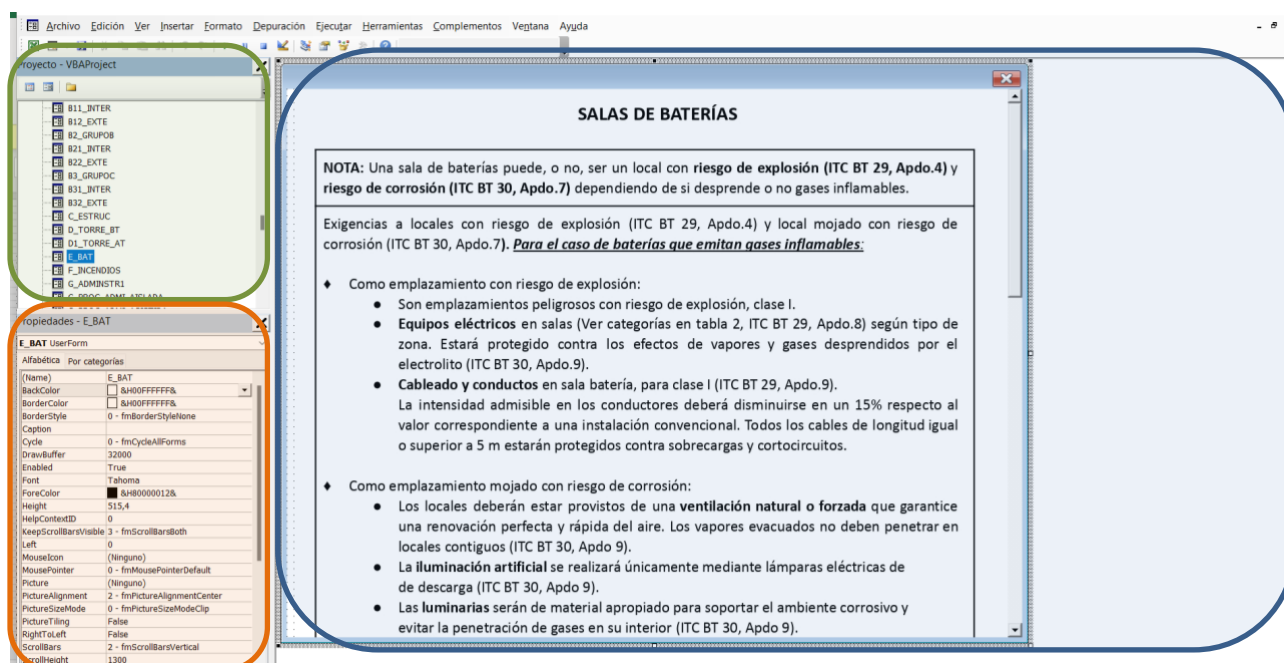 Archivo Edición Ver Insertar Formato Depuración Ejecutar Herramientas Complementos Ventana Ayuda
Proyecto - VBAProject
B11_INTER
B12_EXTE
B2_GRUPOB
B21_INTER
B22_EXTE
B3_GRUPOC
B31_INTER
B32_EXTE
C_ESTRUC
D_TORRE_BT
D1_TORRE_AT
E_BAT
F_INCENDIOS
G_ADMINSTR1
Propiedades - E_BAT
E_BAT UserForm
Alfabética Por categorías
(Name) E_BAT
BackColor &H00FFFFFF&
BorderColor &H00FFFFFF&
BorderStyle 0 - fmBorderStyleNone
Caption
Cycle 0 - fmCycleAllForms
DrawBuffer 32000
Enabled True
Font Tahoma
ForeColor &H80000012&
Height 515,4
HelpContextID 0
KeepScrollBarsVisible 3 - fmScrollBarsBoth
Left 0
MouseIcon (Ninguno)
MousePointer 0 - fmMousePointerDefault
Picture (Ninguno)
PictureAlignment 2 - fmPictureAlignmentCenter
PictureSizeMode 0 - fmPictureSizeModeClip
PictureTiling False
RightToLeft False
ScrollBars 2 - fmScrollBarsVertical
ScrollHeight 1300
SALAS DE BATERÍAS
NOTA: Una sala de baterías puede, o no, ser un local con riesgo de explosión (ITC BT 29, Apdo.4) y
riesgo de corrosión (ITC BT 30, Apdo.7) dependiendo de si desprende o no gases inflamables.
Exigencias a locales con riesgo de explosión (ITC BT 29, Apdo.4) y local mojado con riesgo de
corrosión (ITC BT 30, Apdo.7). Para el caso de baterías que emitan gases inflamables:
♦ Como emplazamiento con riesgo de explosión:
● Son emplazamientos peligrosos con riesgo de explosión, clase I.
● Equipos eléctricos en salas (Ver categorías en tabla 2, ITC BT 29, Apdo.8) según tipo de
zona. Estará protegido contra los efectos de vapores y gases desprendidos por el
electrolito (ITC BT 30, Apdo.9).
● Cableado y conductos en sala batería, para clase I (ITC BT 29, Apdo.9).
La intensidad admisible en los conductores deberá disminuirse en un 15% respecto al
valor correspondiente a una instalación convencional. Todos los cables de longitud igual
o superior a 5 m estarán protegidos contra sobrecargas y cortocircuitos.
♦ Como emplazamiento mojado con riesgo de corrosión:
● Los locales deberán estar provistos de una ventilación natural o forzada que garantice
una renovación perfecta y rápida del aire. Los vapores evacuados no deben penetrar en
locales contiguos (ITC BT 30, Apdo 9).
● La iluminación artificial se realizará únicamente mediante lámparas eléctricas de
de descarga (ITC BT 30, Apdo 9).
● Las luminarias serán de material apropiado para soportar el ambiente corrosivo y
evitar la penetración de gases en su interior (ITC BT 30, Apdo 9).